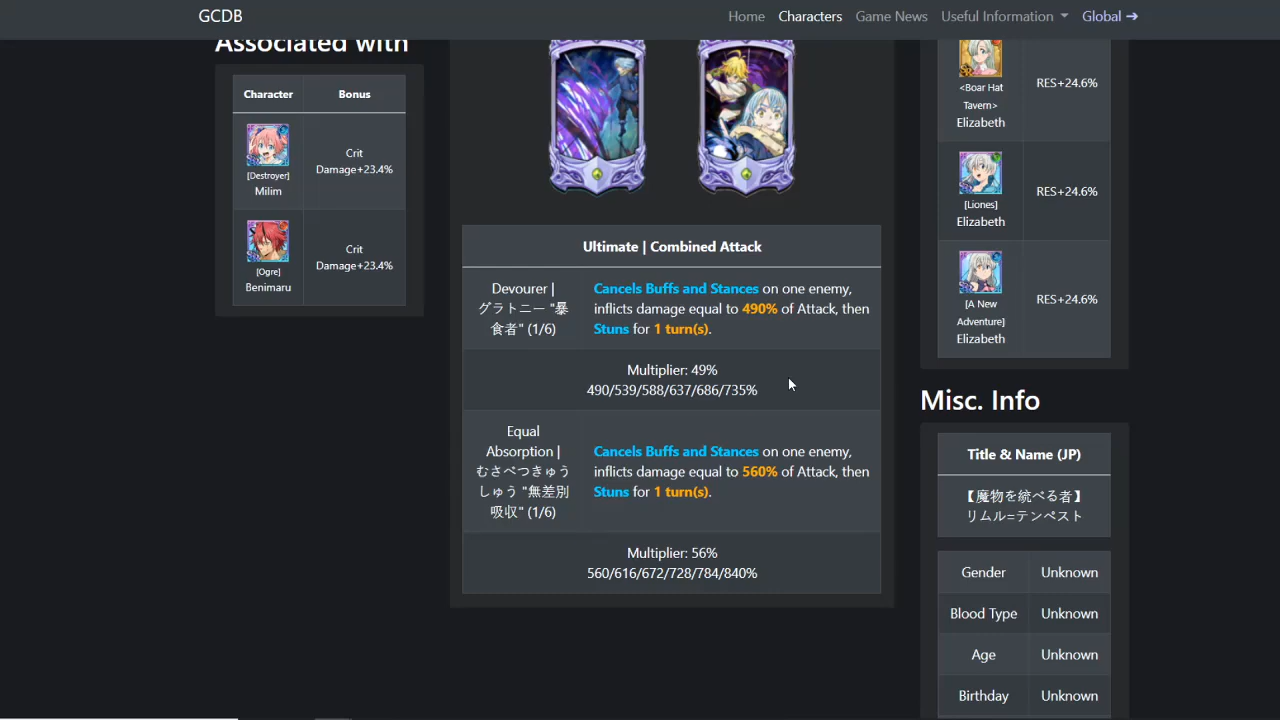 GCDB
Home
Characters
Game News
Useful Information
Global ➔
Associated with
Character
Bonus
[Destroyer]
Milim
Crit
Damage+23.4%
[Ogre]
Benimaru
Crit
Damage+23.4%
Ultimate | Combined Attack
Devourer |
グラトニー "暴
食者" (1/6)
Cancels Buffs and Stances on one enemy,
inflicts damage equal to 490% of Attack, then
Stuns for 1 turn(s).
Multiplier: 49%
490/539/588/637/686/735%
Equal
Absorption |
むさべつきゅう
しゅう "無差別
吸収" (1/6)
Cancels Buffs and Stances on one enemy,
inflicts damage equal to 560% of Attack, then
Stuns for 1 turn(s).
Multiplier: 56%
560/616/672/728/784/840%
<Boar Hat
Tavern>
Elizabeth
RES+24.6%
[Liones]
Elizabeth
RES+24.6%
[A New
Adventure]
Elizabeth
RES+24.6%
Misc. Info
Title & Name (JP)
【魔物を統べる者】
リムル=テンペスト
Gender
Unknown
Blood Type
Unknown
Age
Unknown
Birthday
Unknown